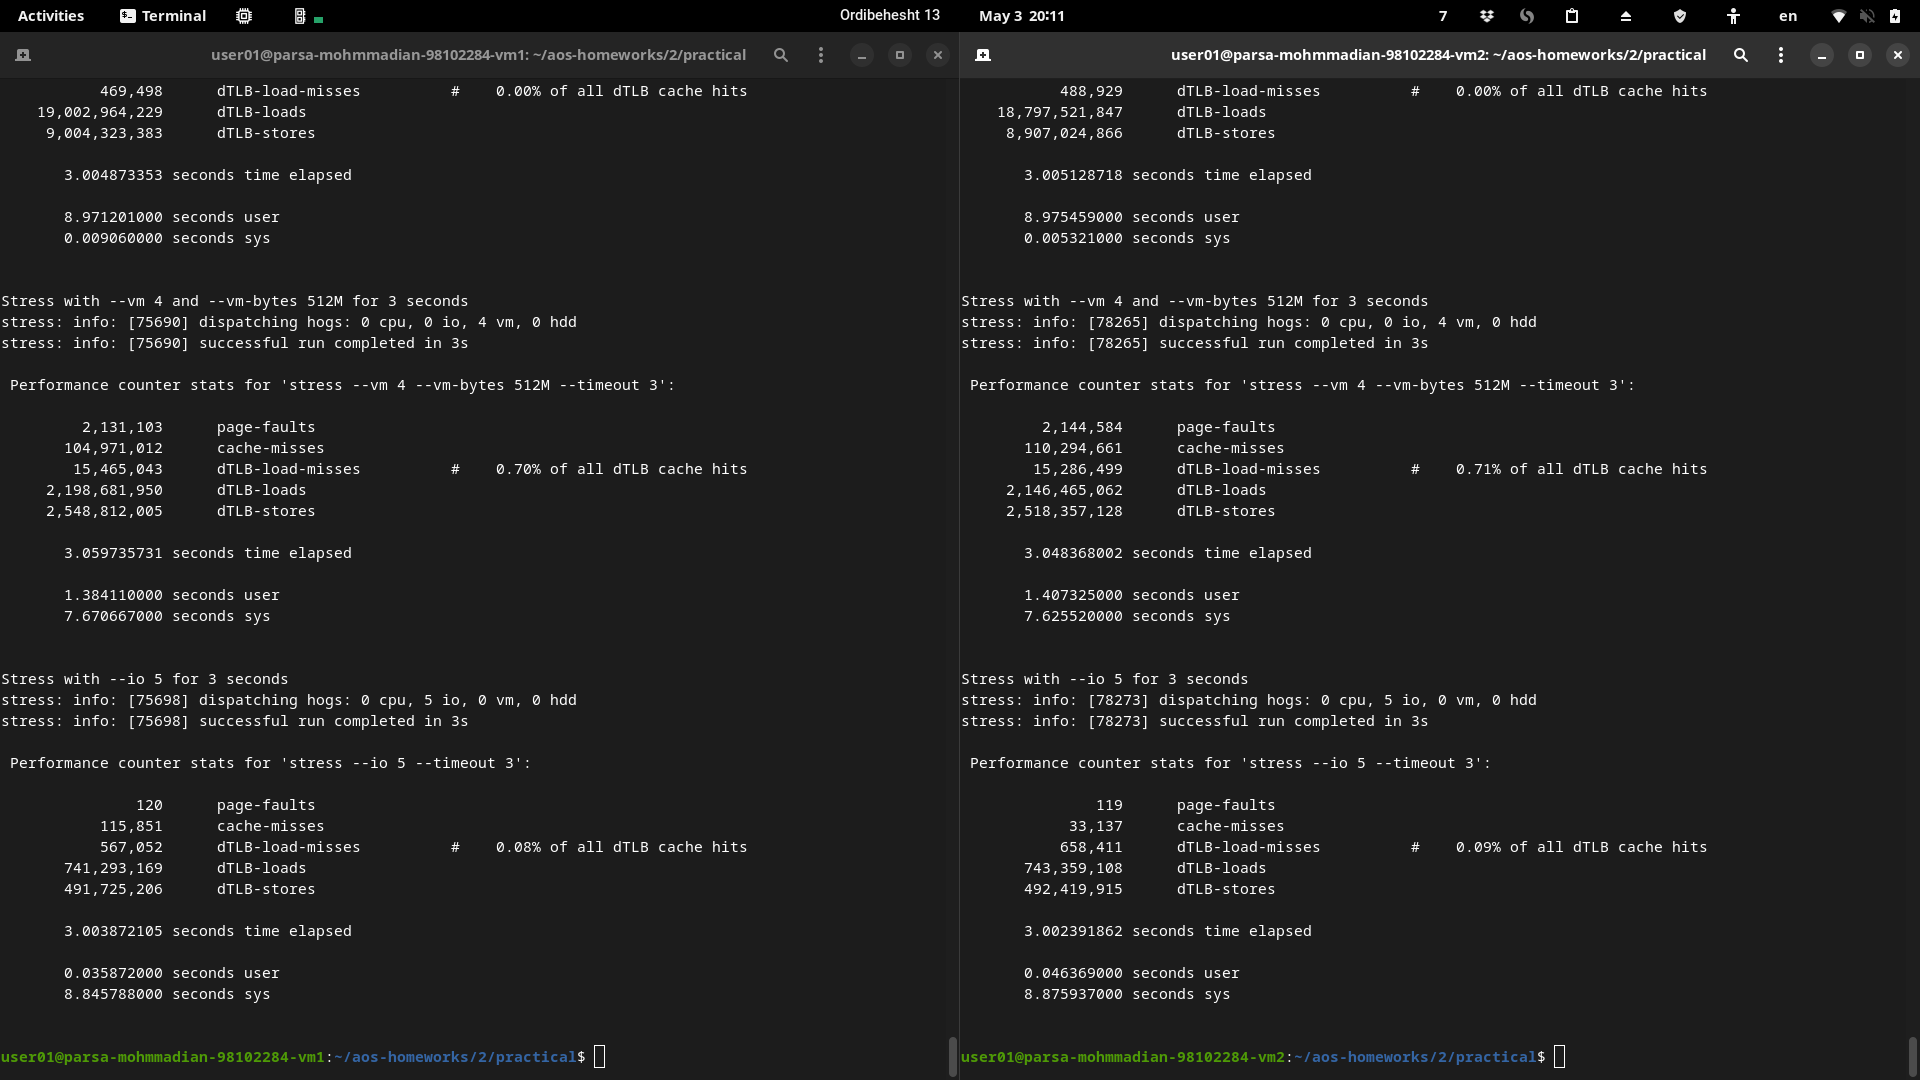 Activities Terminal Ordibehesht 13 May 3 20:11 7 en
user01@parsa-mohmmadian-98102284-vm1: ~/aos-homeworks/2/practical
469,498 dTLB-load-misses # 0.00% of all dTLB cache hits
19,002,964,229 dTLB-loads
9,004,323,383 dTLB-stores
3.004873353 seconds time elapsed
8.971201000 seconds user
0.009060000 seconds sys
Stress with --vm 4 and --vm-bytes 512M for 3 seconds
stress: info: [75690] dispatching hogs: 0 cpu, 0 io, 4 vm, 0 hdd
stress: info: [75690] successful run completed in 3s
Performance counter stats for 'stress --vm 4 --vm-bytes 512M --timeout 3':
2,131,103 page-faults
104,971,012 cache-misses
15,465,043 dTLB-load-misses # 0.70% of all dTLB cache hits
2,198,681,950 dTLB-loads
2,548,812,005 dTLB-stores
3.059735731 seconds time elapsed
1.384110000 seconds user
7.670667000 seconds sys
Stress with --io 5 for 3 seconds
stress: info: [75698] dispatching hogs: 0 cpu, 5 io, 0 vm, 0 hdd
stress: info: [75698] successful run completed in 3s
Performance counter stats for 'stress --io 5 --timeout 3':
120 page-faults
115,851 cache-misses
567,052 dTLB-load-misses # 0.08% of all dTLB cache hits
741,293,169 dTLB-loads
491,725,206 dTLB-stores
3.003872105 seconds time elapsed
0.035872000 seconds user
8.845788000 seconds sys
user01@parsa-mohmmadian-98102284-vm1:~/aos-homeworks/2/practical$
user01@parsa-mohmmadian-98102284-vm2: ~/aos-homeworks/2/practical
488,929 dTLB-load-misses # 0.00% of all dTLB cache hits
18,797,521,847 dTLB-loads
8,907,024,866 dTLB-stores
3.005128718 seconds time elapsed
8.975459000 seconds user
0.005321000 seconds sys
Stress with --vm 4 and --vm-bytes 512M for 3 seconds
stress: info: [78265] dispatching hogs: 0 cpu, 0 io, 4 vm, 0 hdd
stress: info: [78265] successful run completed in 3s
Performance counter stats for 'stress --vm 4 --vm-bytes 512M --timeout 3':
2,144,584 page-faults
110,294,661 cache-misses
15,286,499 dTLB-load-misses # 0.71% of all dTLB cache hits
2,146,465,062 dTLB-loads
2,518,357,128 dTLB-stores
3.048368002 seconds time elapsed
1.407325000 seconds user
7.625520000 seconds sys
Stress with --io 5 for 3 seconds
stress: info: [78273] dispatching hogs: 0 cpu, 5 io, 0 vm, 0 hdd
stress: info: [78273] successful run completed in 3s
Performance counter stats for 'stress --io 5 --timeout 3':
119 page-faults
33,137 cache-misses
658,411 dTLB-load-misses # 0.09% of all dTLB cache hits
743,359,108 dTLB-loads
492,419,915 dTLB-stores
3.002391862 seconds time elapsed
0.046369000 seconds user
8.875937000 seconds sys
user01@parsa-mohmmadian-98102284-vm2:~/aos-homeworks/2/practical$